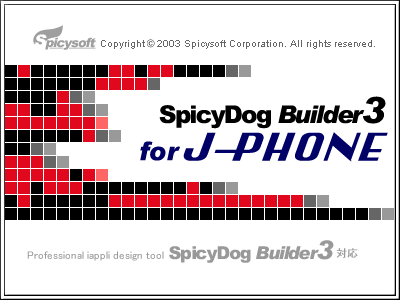 Spicysoft Copyright©2003 Spicysoft Corporation. All rights reserved.
SpicyDog Builder3
for J-PHONE
Professional iappli design tool SpicyDog Builder3 対応